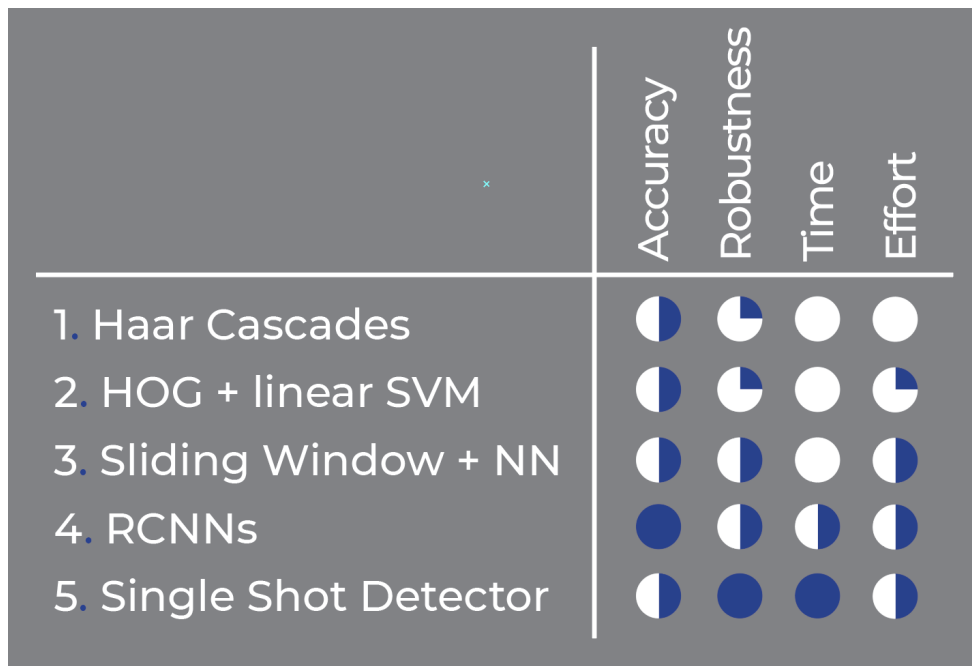 Accuracy
Robustness
Time
Effort
1. Haar Cascades
2. HOG + linear SVM
3. Sliding Window + NN
4. RCNNs
5. Single Shot Detector